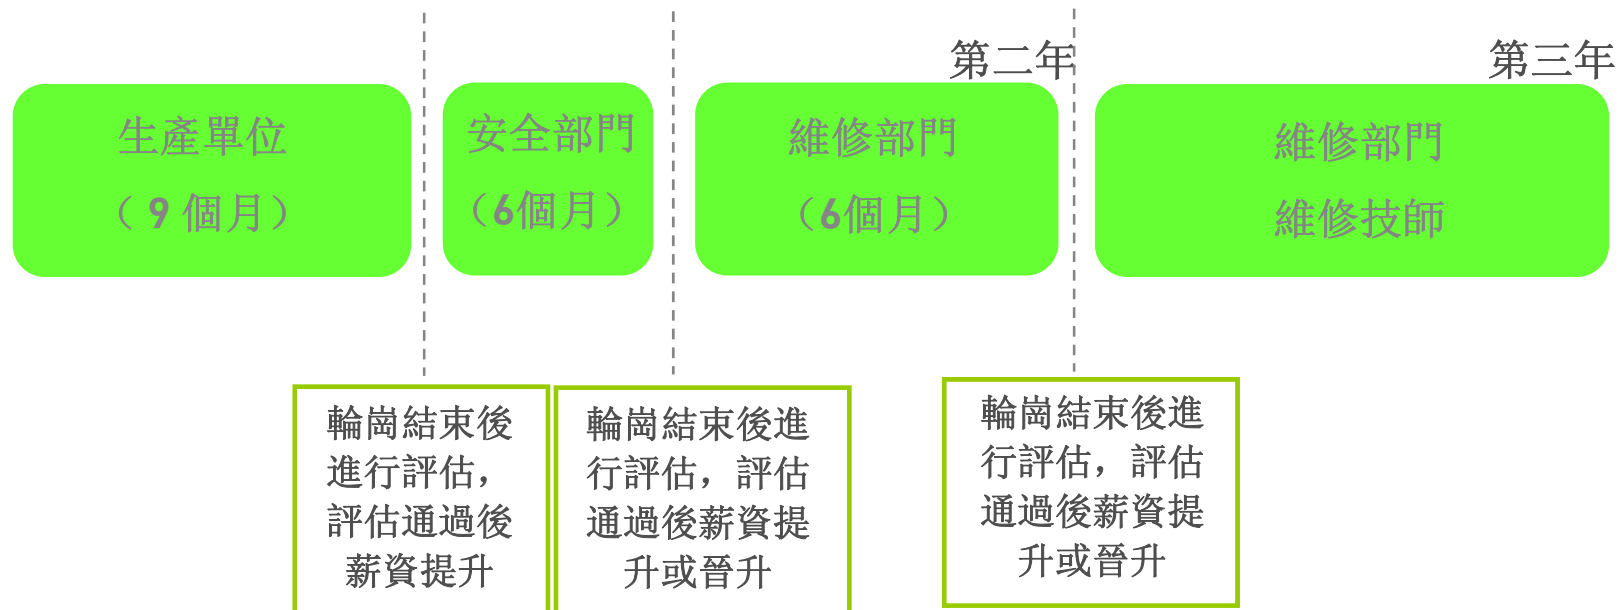 第二年
第三年
生產單位
（9個月）
安全部門
（6個月）
維修部門
（6個月）
維修部門
維修技師
輪崗結束後
進行評估，
評估通過後
薪資提升
輪崗結束後進
行評估，評估
通過後薪資提
升或晉升
輪崗結束後進
行評估，評估
通過後薪資提
升或晉升